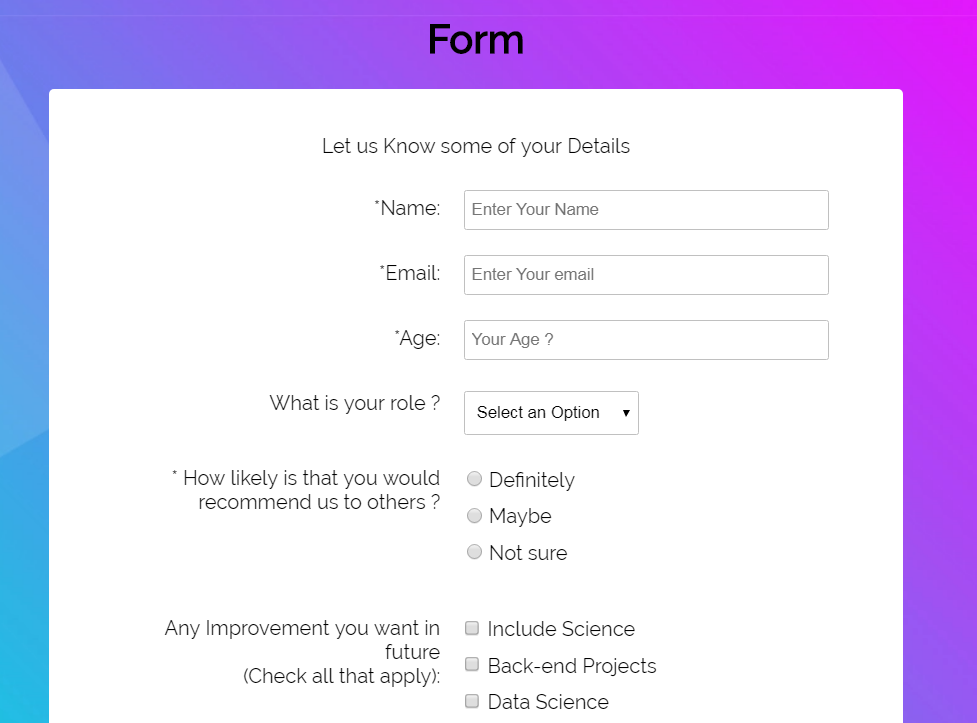 Form
Let us Know some of your Details
*Name:
Enter Your Name
*Email:
Enter Your email
*Age:
Your Age ?
What is your role ?
Select an Option
* How likely is that you would
recommend us to others ?
Definitely
Maybe
Not sure
Any Improvement you want in
future
(Check all that apply):
Include Science
Back-end Projects
Data Science